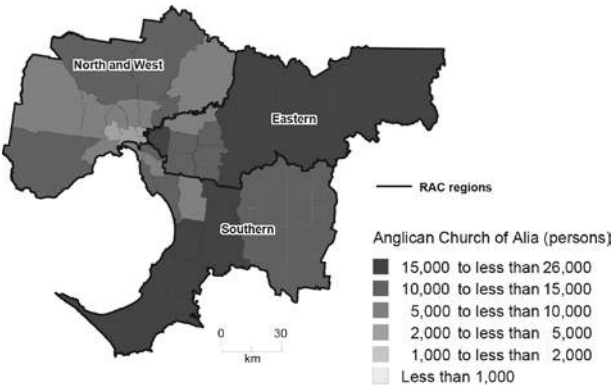 North and West
Eastern
RAC regions
Southern
Anglican Church of Alia (persons)
15,000 to less than 26,000
10,000 to less than 15,000
5,000 to less than 10,000
2,000 to less than 5,000
1,000 to less than 2,000
Less than 1,000
0 30
km